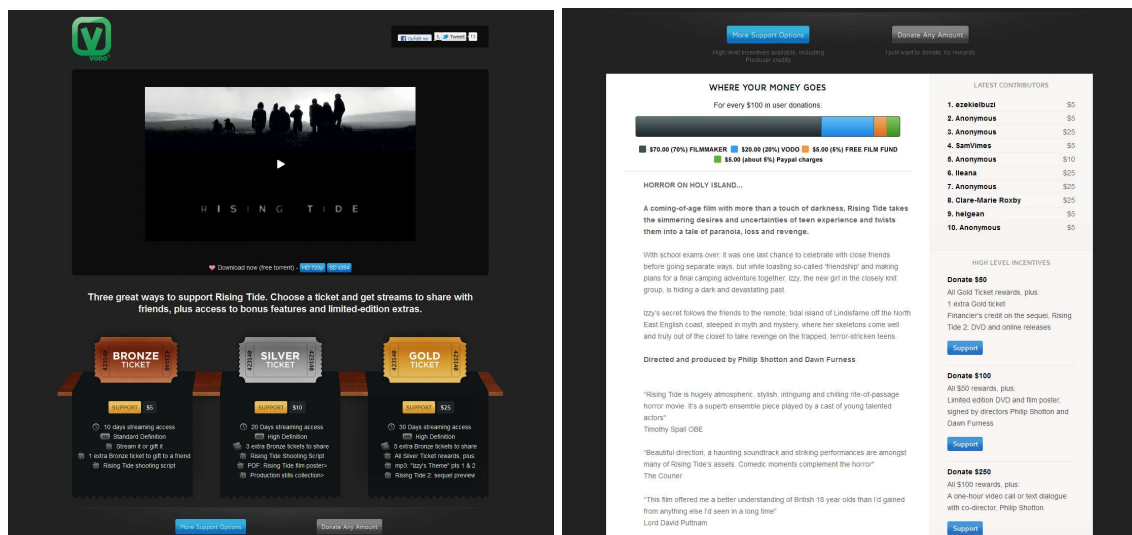 VODO
Gefällt mir 5 Tweet 13
RISING TIDE
Download now (free torrent) - HD 720p SD x264
Three great ways to support Rising Tide. Choose a ticket and get streams to share with
friends, plus access to bonus features and limited-edition extras.
423140 BRONZE TICKET 423140
SUPPORT $5
10 days streaming access
SD Standard Definition
Stream it or gift it
1 extra Bronze ticket to gift to a friend
Rising Tide shooting script
423140 SILVER TICKET 423140
SUPPORT $10
20 Days streaming access
HD High Definition
3 extra Bronze tickets to share
Rising Tide Shooting Script
PDF: Rising Tide film poster>
Production stills collection>
423140 GOLD TICKET 423140
SUPPORT $25
30 Days streaming access
HD High Definition
5 extra Bronze tickets to share
All Silver Ticket rewards, plus:
mp3: "Izzy's Theme" pts 1 & 2
Rising Tide 2: sequel preview
More Support Options
Donate Any Amount
More Support Options
High level incentives available, including
Producer credits
Donate Any Amount
I just want to donate, no rewards
WHERE YOUR MONEY GOES
For every $100 in user donations:
$70.00 (70%) FILMMAKER $20.00 (20%) VODO $5.00 (5%) FREE FILM FUND
$5.00 (about 5%) Paypal charges
HORROR ON HOLY ISLAND...
A coming-of-age film with more than a touch of darkness, Rising Tide takes
the simmering desires and uncertainties of teen experience and twists
them into a tale of paranoia, loss and revenge.
With school exams over, it was one last chance to celebrate with close friends
before going separate ways, but while toasting so-called 'friendship' and making
plans for a final camping adventure together, Izzy, the new girl in the closely knit
group, is hiding a dark and devastating past.
Izzy's secret follows the friends to the remote, tidal island of Lindisfarne off the North
East English coast, steeped in myth and mystery, where her skeletons come well
and truly out of the closet to take revenge on the trapped, terror-stricken teens.
Directed and produced by Philip Shotton and Dawn Furness
"Rising Tide is hugely atmospheric, stylish, intriguing and chilling rite-of-passage
horror movie. It's a superb ensemble piece played by a cast of young talented
actors"
Timothy Spall OBE
"Beautiful direction, a haunting soundtrack and striking performances are amongst
many of Rising Tide's assets. Comedic moments complement the horror"
The Courier
"This film offered me a better understanding of British 18 year olds than I'd gained
from anything else I'd seen in a long time"
Lord David Puttnam
LATEST CONTRIBUTORS
1. ezekielbuzi $5
2. Anonymous $5
3. Anonymous $25
4. SamVimes $5
5. Anonymous $10
6. Ileana $25
7. Anonymous $25
8. Clare-Marie Roxby $25
9. helgean $5
10. Anonymous $5
HIGH LEVEL INCENTIVES
Donate $50
All Gold Ticket rewards, plus:
1 extra Gold ticket
Financier's credit on the sequel, Rising
Tide 2: DVD and online releases
Support
Donate $100
All $50 rewards, plus:
Limited edition DVD and film poster,
signed by directors Philip Shotton and
Dawn Furness
Support
Donate $250
All $100 rewards, plus:
A one-hour video call or text dialogue
with co-director, Philip Shotton
Support